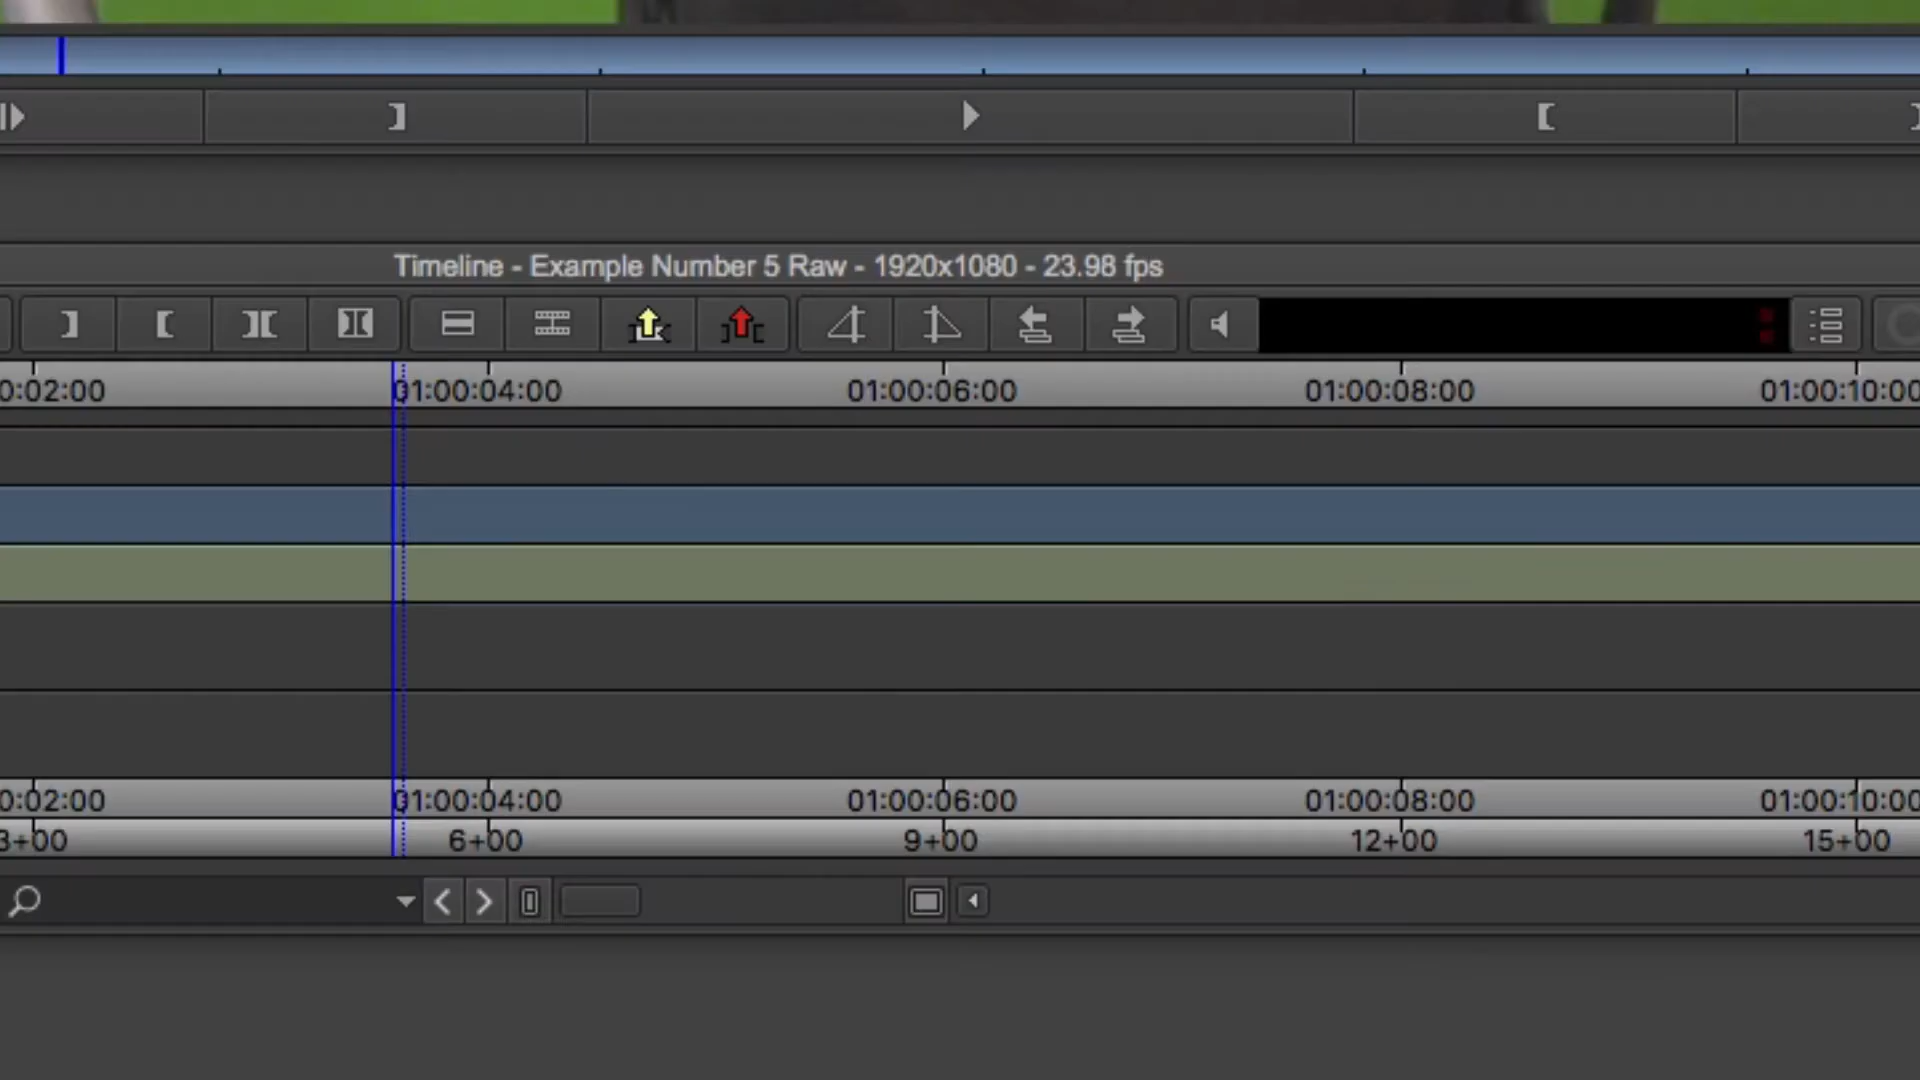 Timeline - Example Number 5 Raw - 1920x1080 - 23.98 fps
0:02:00 01:00:04:00 01:00:06:00 01:00:08:00 01:00:10:00
0:02:00 01:00:04:00 01:00:06:00 01:00:08:00 01:00:10:00
3+00 6+00 9+00 12+00 15+00